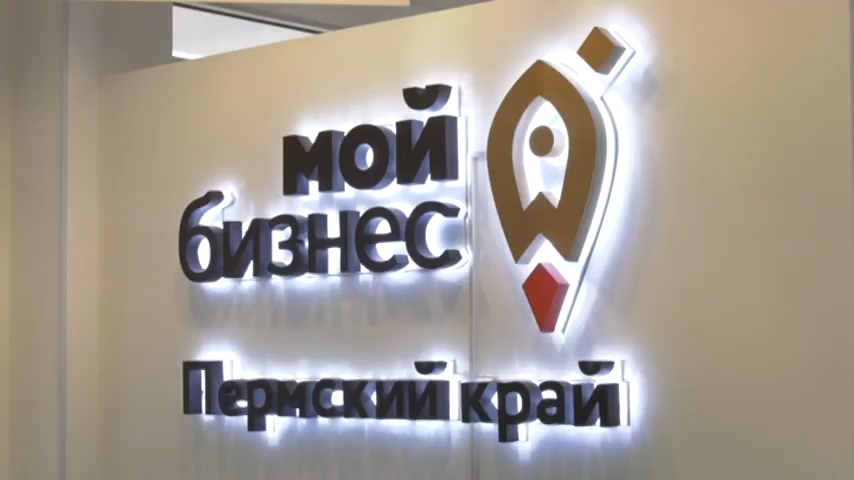 мой
бизнес
Пермский край